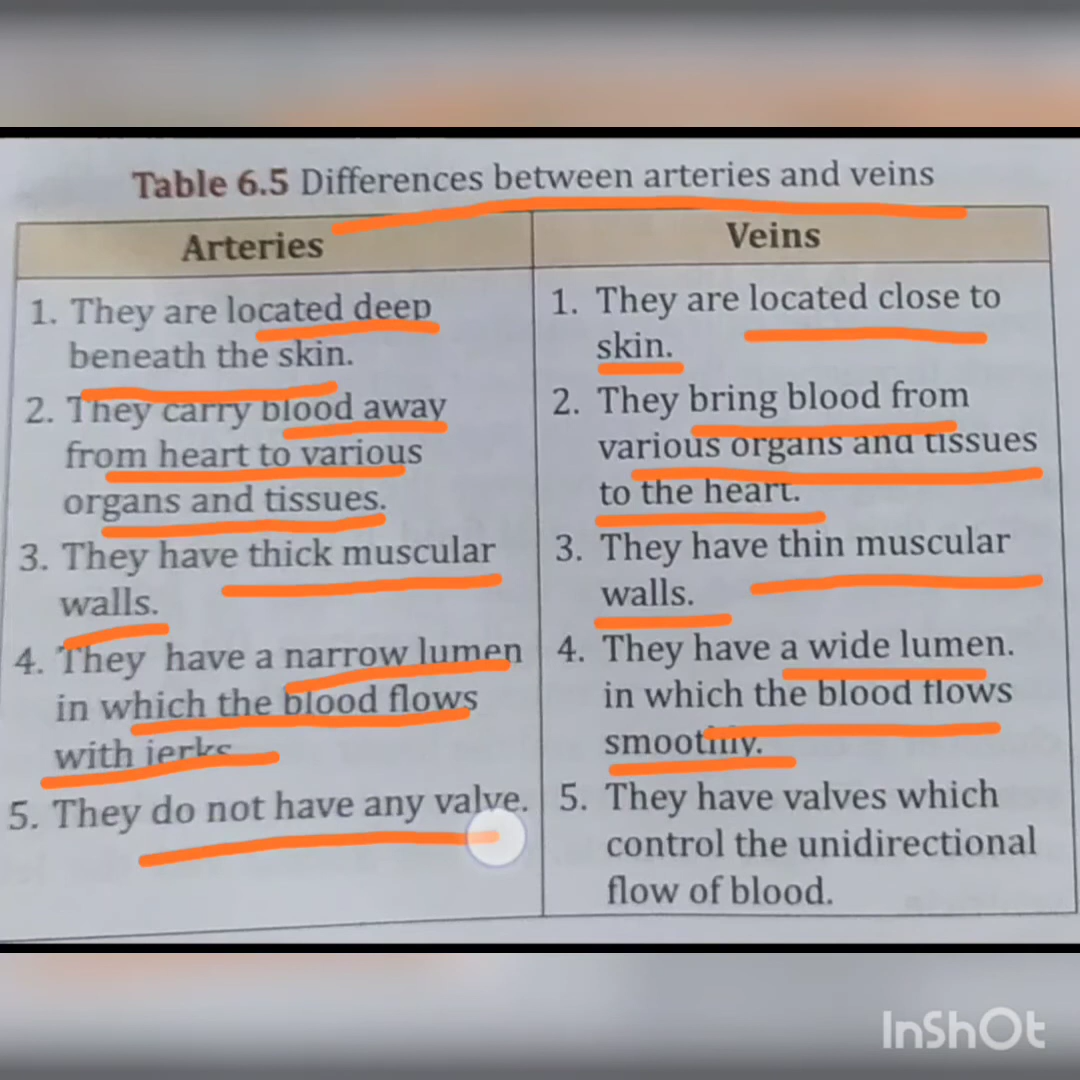 Table 6.5 Differences between arteries and veins
Arteries
1. They are located deep
beneath the skin.
2. They carry blood away
from heart to various
organs and tissues.
3. They have thick muscular
walls.
4. They have a narrow lumen
in which the blood flows
with jerks
5. They do not have any valve.
Veins
1. They are located close to
skin.
2. They bring blood from
various organs and tissues
to the heart.
3. They have thin muscular
walls.
4. They have a wide lumen.
in which the blood flows
smoothly.
5. They have valves which
control the unidirectional
flow of blood.
InShOt